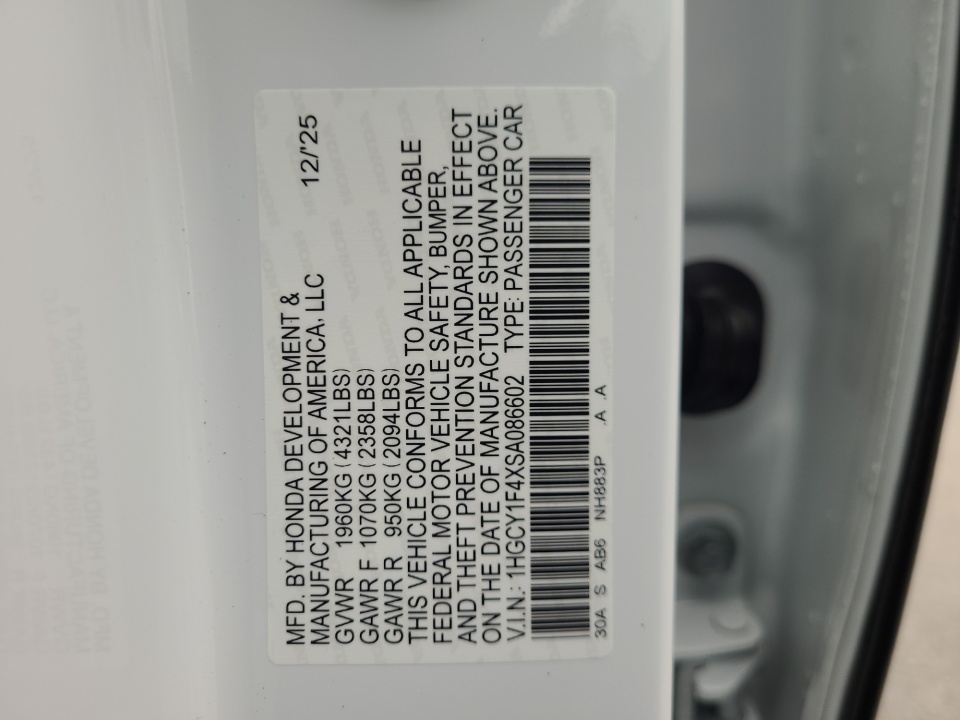 MFD. BY HONDA DEVELOPMENT & 12/'25
MANUFACTURING OF AMERICA, LLC
GVWR 1960KG (4321LBS)
GAWR F 1070KG (2358LBS)
GAWR R 950KG (2094LBS)
THIS VEHICLE CONFORMS TO ALL APPLICABLE
FEDERAL MOTOR VEHICLE SAFETY, BUMPER,
AND THEFT PREVENTION STANDARDS IN EFFECT
ON THE DATE OF MANUFACTURE SHOWN ABOVE.
V.I.N.: 1HGCY1F4XSA086602 TYPE: PASSENGER CAR
30A S AB6 NH883P .A .A